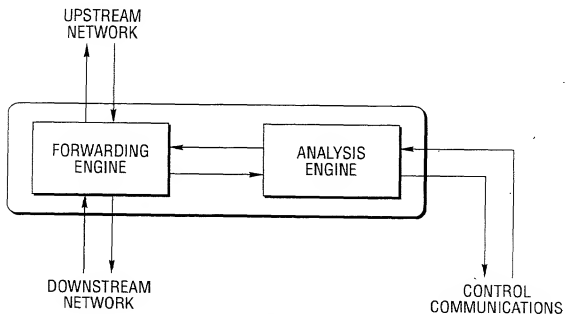 UPSTREAM
NETWORK
FORWARDING
ENGINE
ANALYSIS
ENGINE
DOWNSTREAM
NETWORK
CONTROL
COMMUNICATIONS